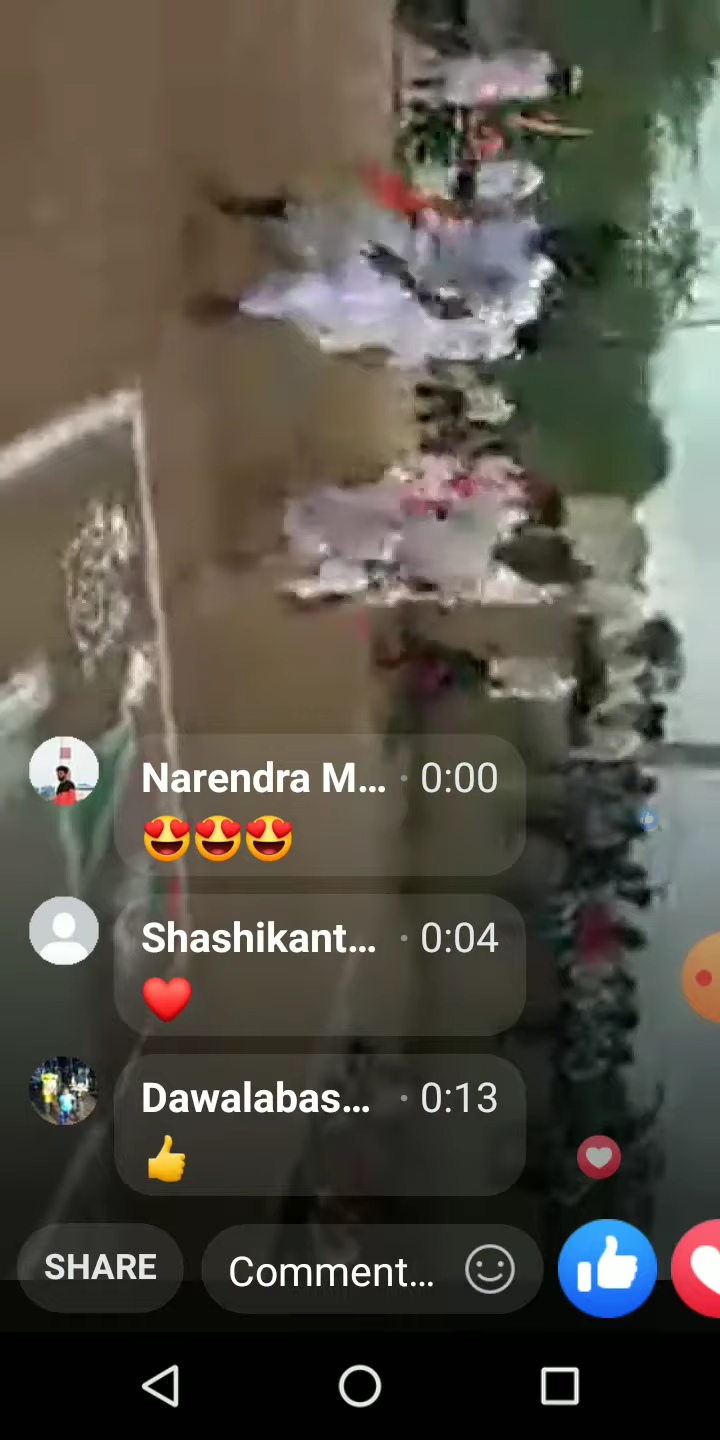 Narendra M... · 0:00
😍😍😍
Shashikant... · 0:04
❤️
Dawalabas... · 0:13
👍
SHARE
Comment...